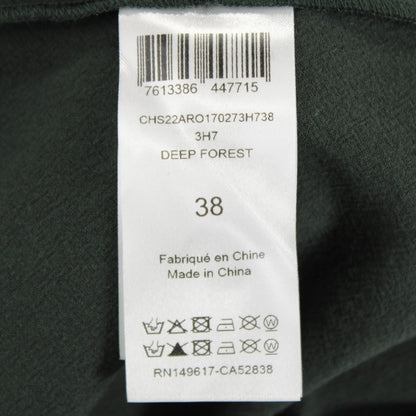 7613386 447715
CHS22ARO170273H738
3H7
DEEP FOREST
38
Fabriqué en Chine
Made in China
RN149617-CA52838